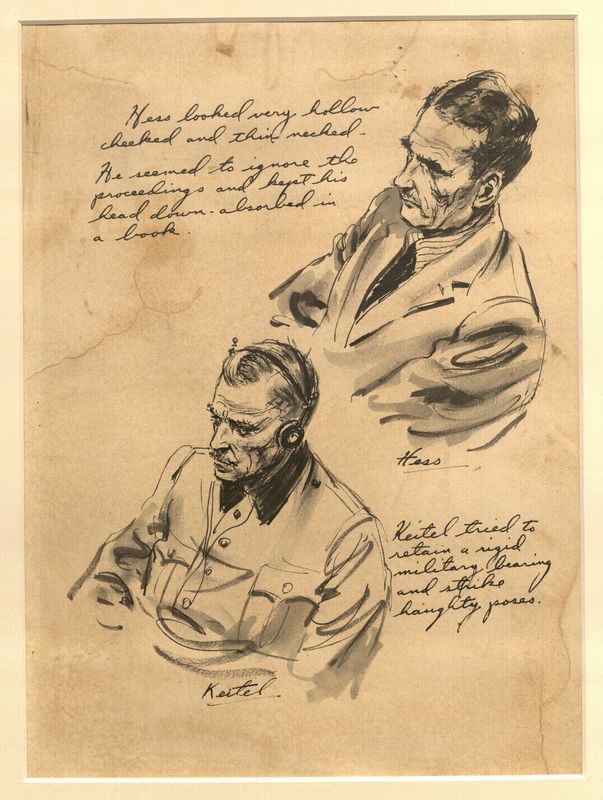 Hess looked very hollow
cheeked and thin necked-
He seemed to ignore the
proceedings and kept his
head down-absorbed in
a book.
Hess
Keitel tried to
retain a rigid
military bearing
and strike
haughty poses.
Keitel.